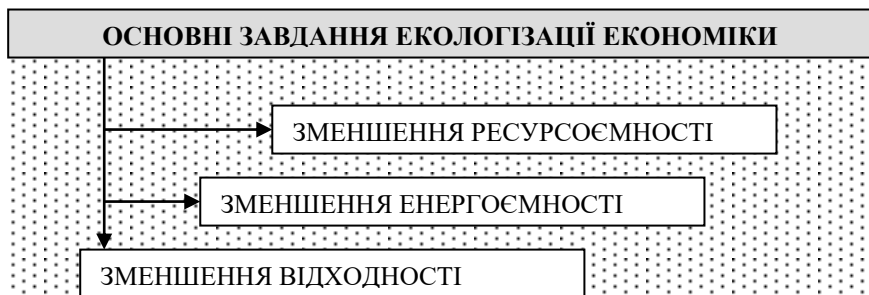 ОСНОВНІ ЗАВДАННЯ ЕКОЛОГІЗАЦІЇ ЕКОНОМІКИ
ЗМЕНШЕННЯ РЕСУРСОЄМНОСТІ
ЗМЕНШЕННЯ ЕНЕРГОЄМНОСТІ
ЗМЕНШЕННЯ ВІДХОДНОСТІ